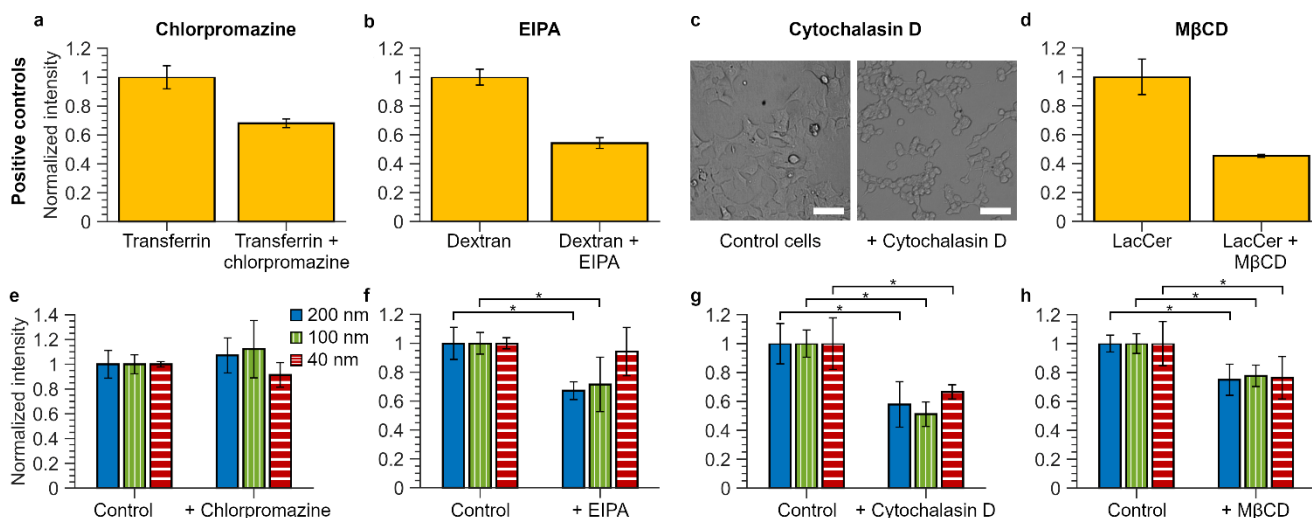 a
Chlorpromazine
b
EIPA
c
Cytochalasin D
d
MβCD
Positive controls
Normalized intensity
1.2
1
0.8
0.6
0.4
0.2
0
Transferrin
Transferrin +
chlorpromazine
1.2
1
0.8
0.6
0.4
0.2
0
Dextran
Dextran +
EIPA
Control cells
+ Cytochalasin D
1.2
1
0.8
0.6
0.4
0.2
0
LacCer
LacCer +
MβCD
e
Normalized intensity
1.4
1.2
1
0.8
0.6
0.4
0.2
0
200 nm
100 nm
40 nm
Control
+ Chlorpromazine
f
*
*
1.2
1
0.8
0.6
0.4
0.2
0
Control
+ EIPA
g
*
*
*
1.2
1
0.8
0.6
0.4
0.2
0
Control
+ Cytochalasin D
h
*
*
*
1.2
1
0.8
0.6
0.4
0.2
0
Control
+ MβCD